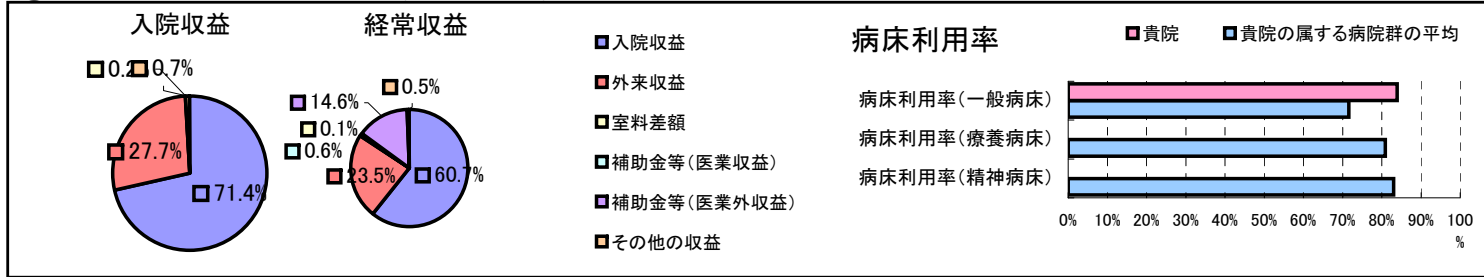 入院収益
0.2
0.7%
27.7%
71.4%
経常収益
0.5%
14.6%
0.1%
0.6%
23.5%
60.7%
入院収益
外来収益
室料差額
補助金等(医業収益)
補助金等(医業外収益)
その他の収益
病床利用率
貴院
貴院の属する病院群の平均
病床利用率(一般病床)
病床利用率(療養病床)
病床利用率(精神病床)
0% 10% 20% 30% 40% 50% 60% 70% 80% 90% 100
%